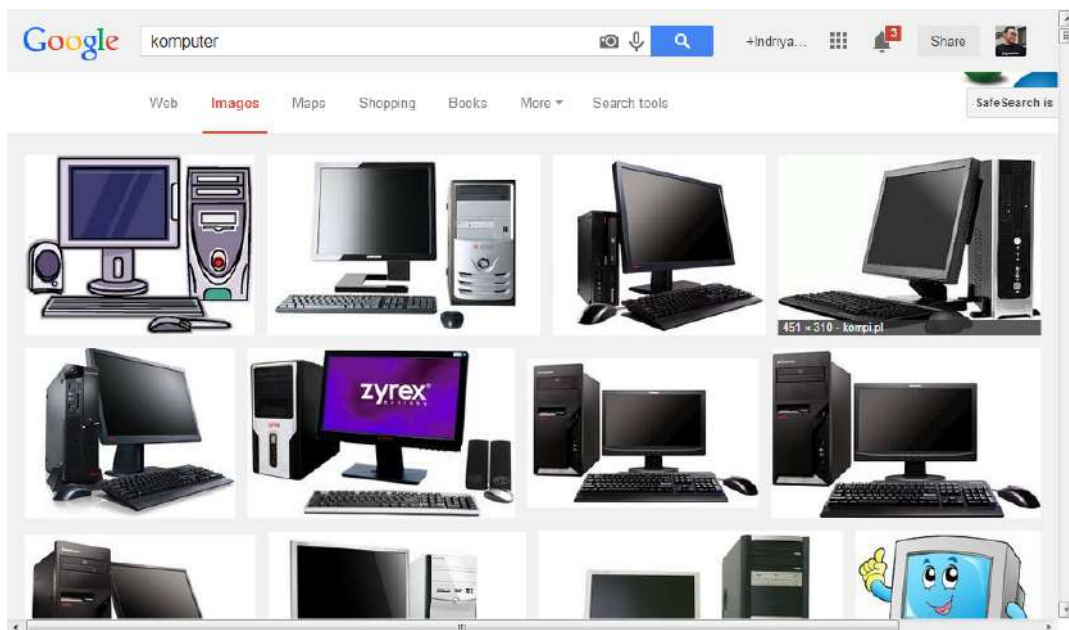 Google komputer +Indriya... 3 Share
Web Images Maps Shopping Books More Search tools SafeSearch is
451 × 310 - kompi.pl
zyrex